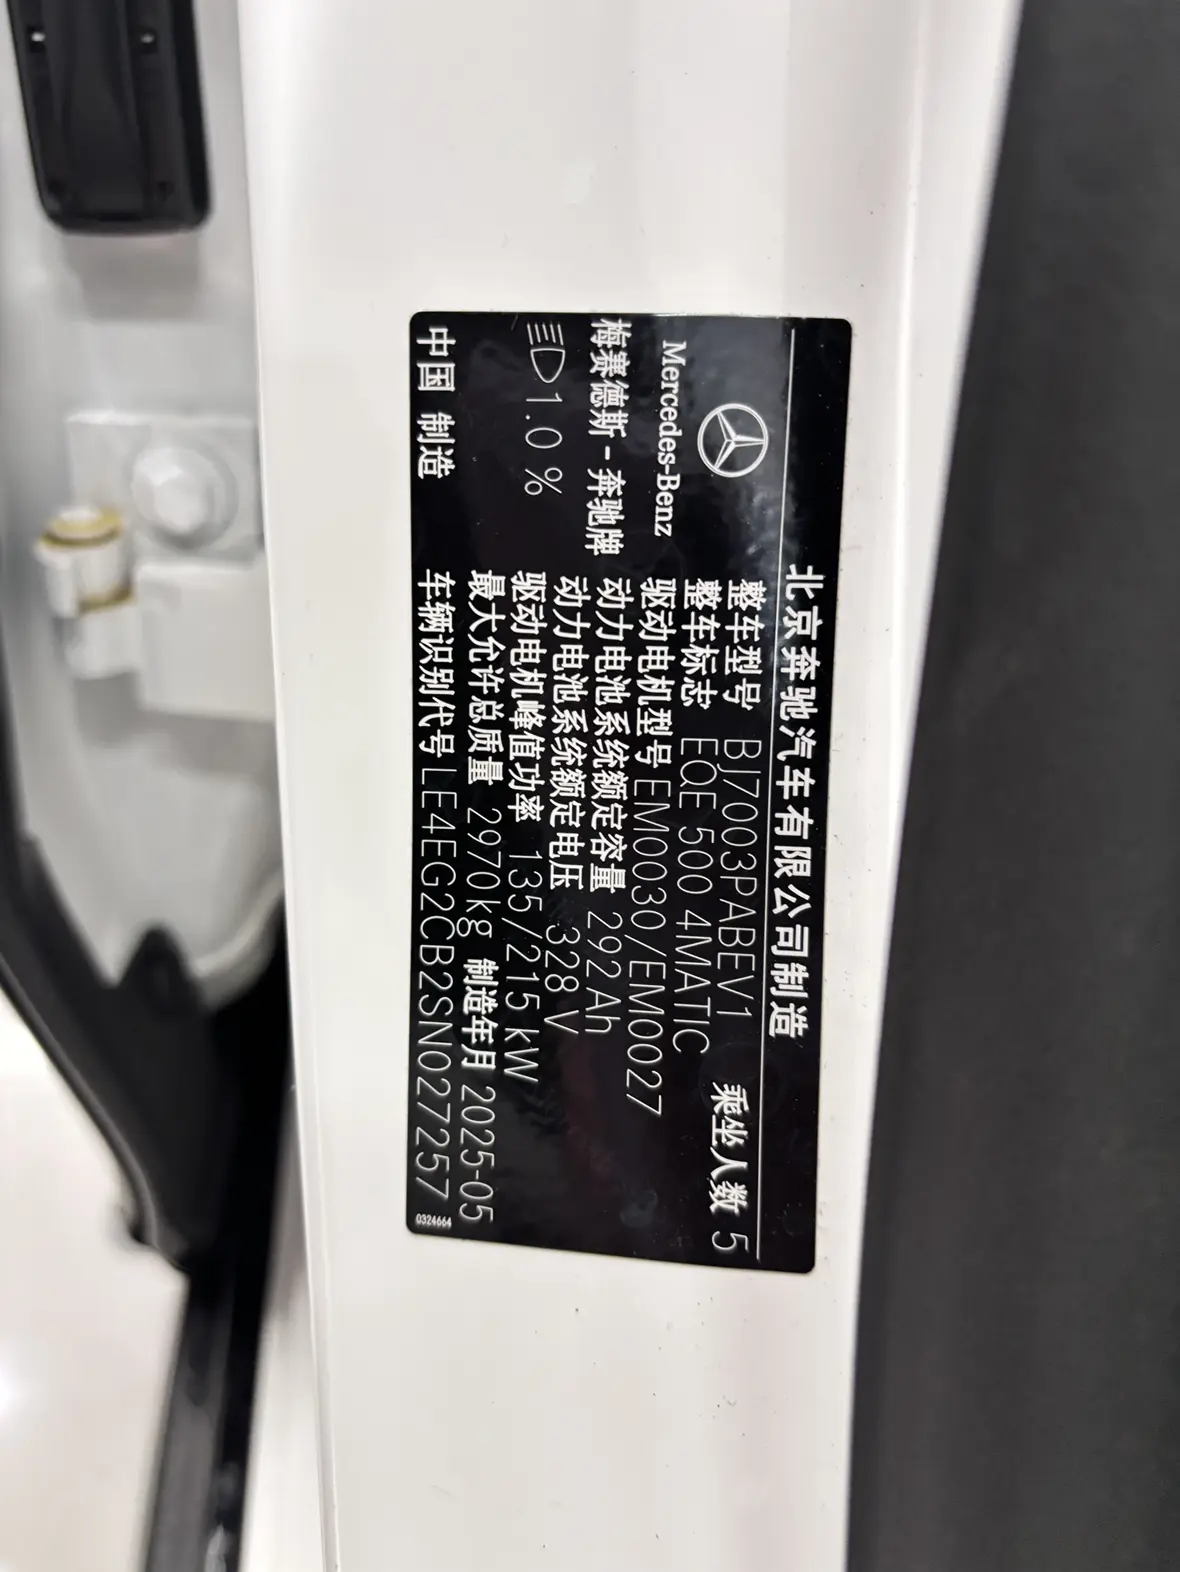 北京奔驰汽车有限公司制造
Mercedes-Benz
梅赛德斯-奔驰牌
1.0 %
中国 制造
整车型号 BJ7003PABEV1 乘坐人数 5
整车标志 EQE 500 4MATIC
驱动电机型号 EM0030/EM0027
动力电池系统额定容量 292Ah
动力电池系统额定电压 328V
驱动电机峰值功率 135/215kW
最大允许总质量 2970kg 制造年月 2025-05
车辆识别代号 LE4EG2CB2SN027257
0324664